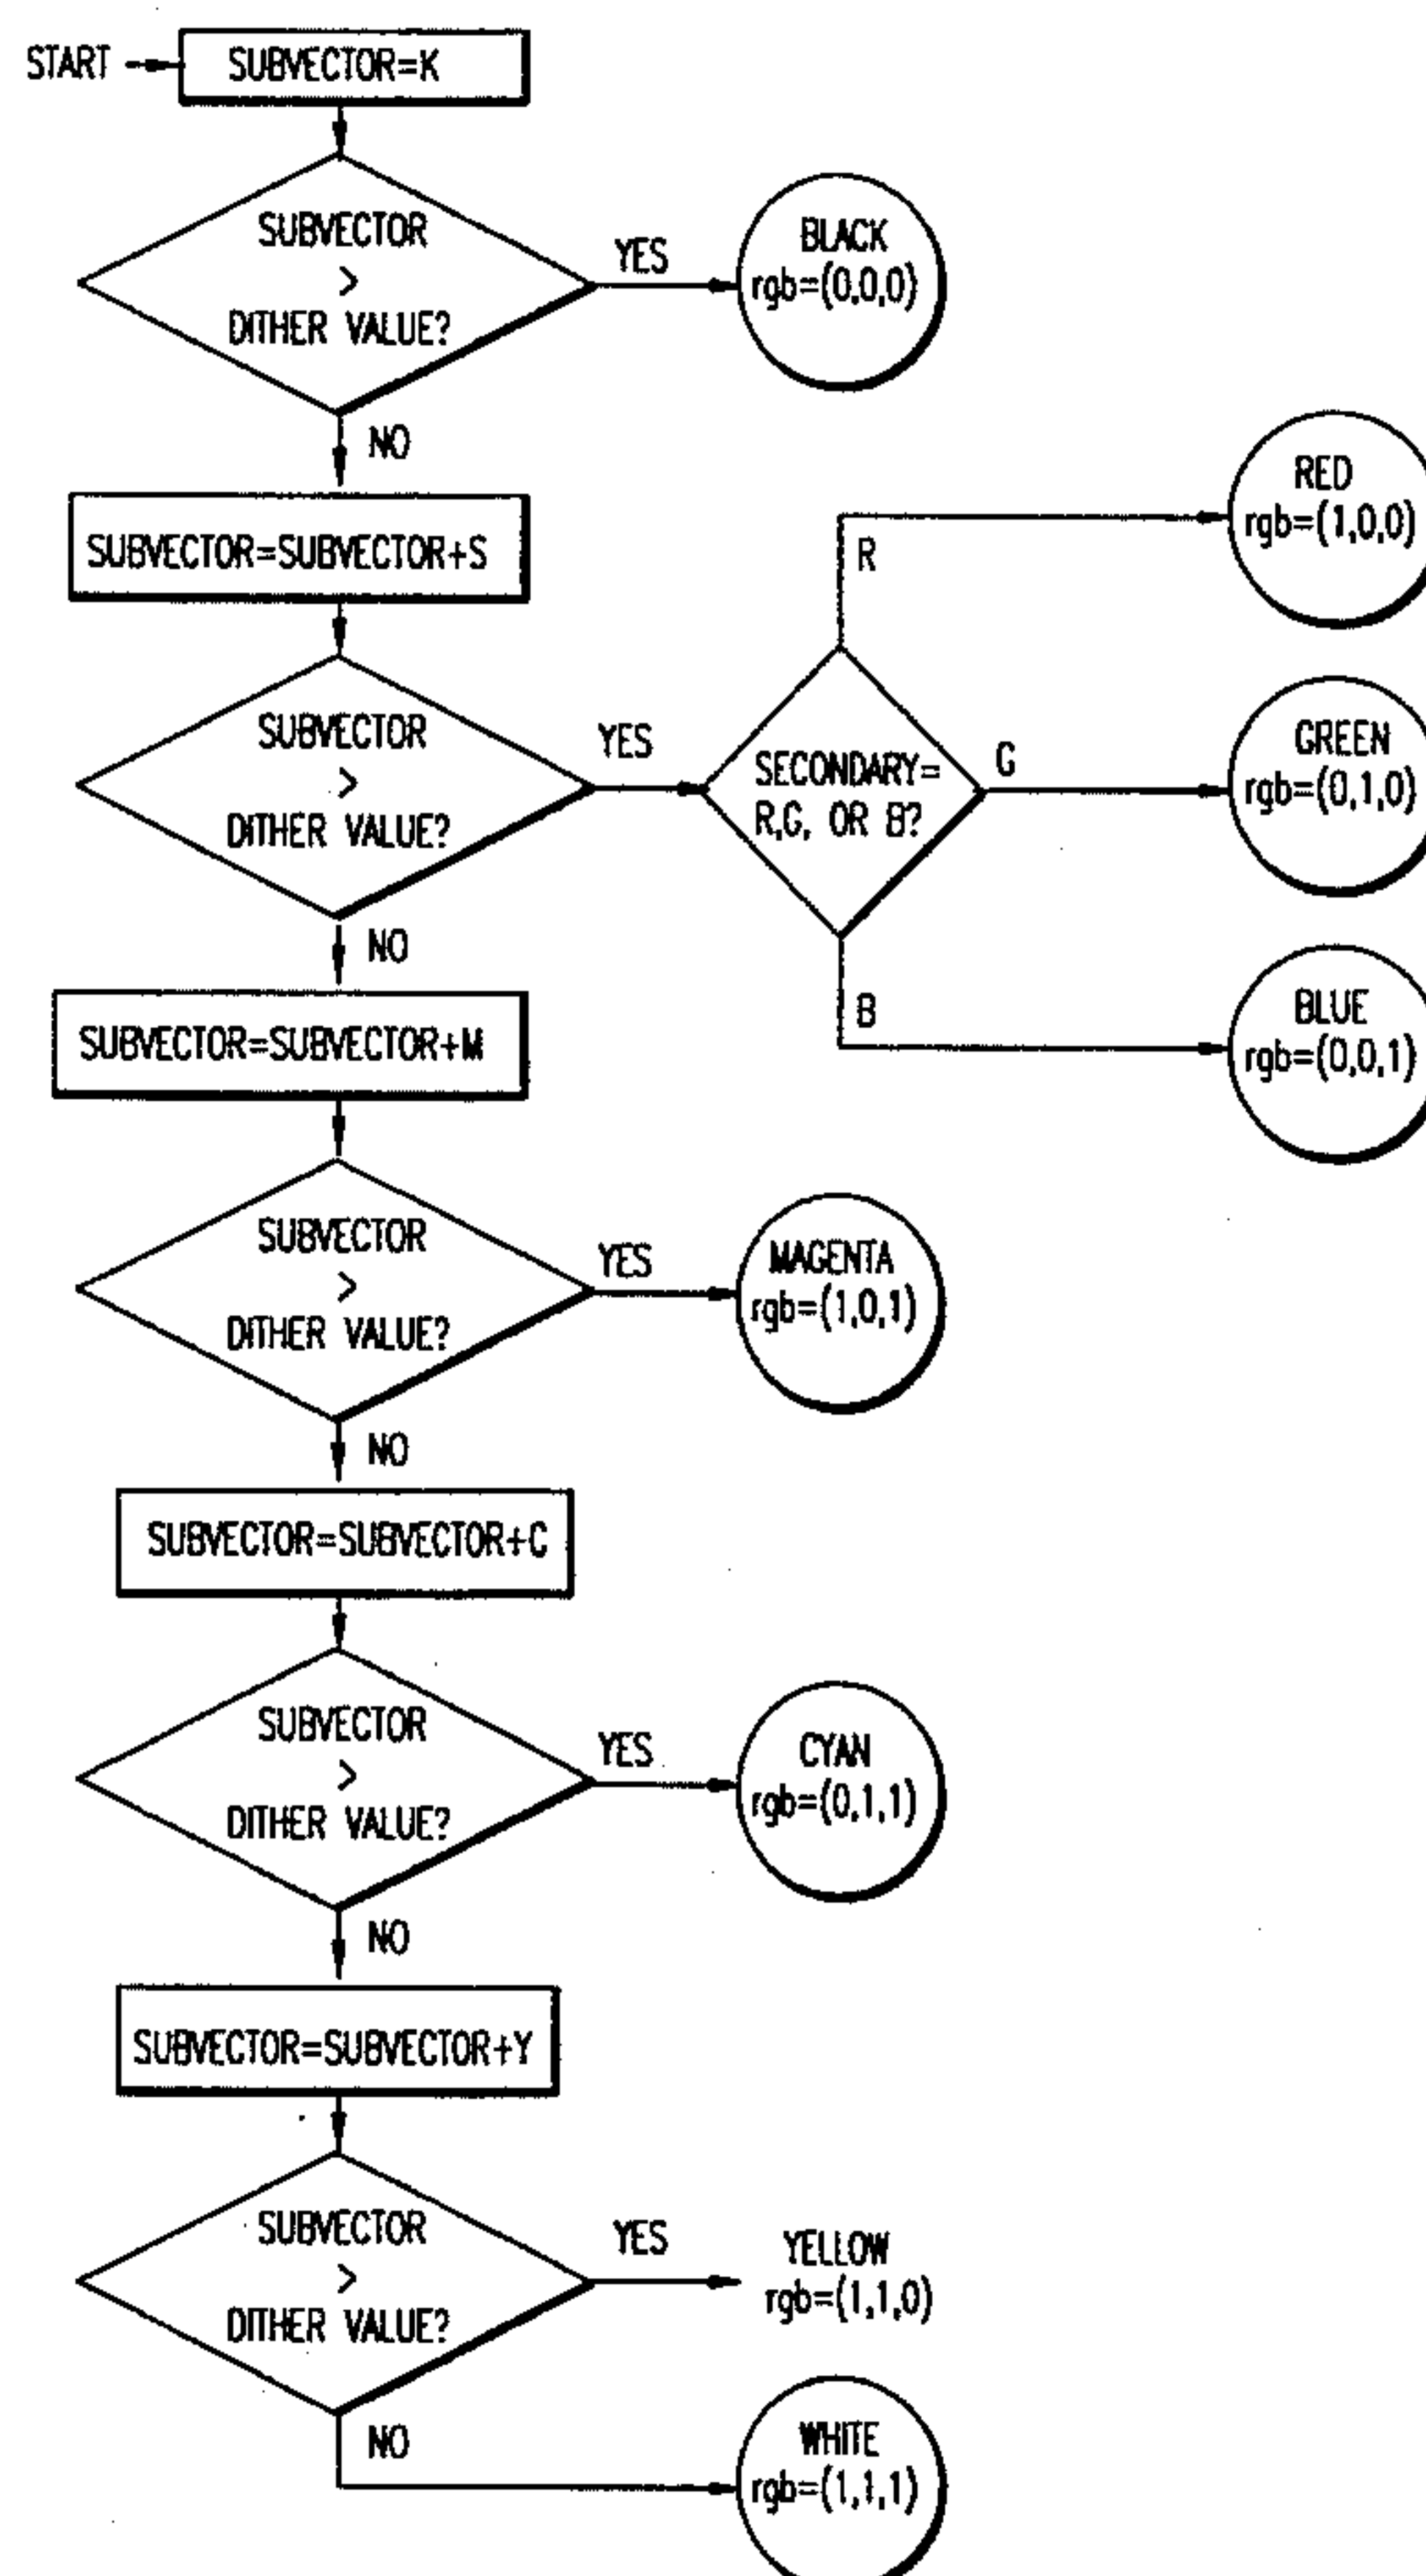 START
SUBVECTOR=K
SUBVECTOR
>
DITHER VALUE?
YES
BLACK
rgb=(0,0,0)
NO
SUBVECTOR=SUBVECTOR+S
SUBVECTOR
>
DITHER VALUE?
YES
SECONDARY=
R,G, OR B?
R
RED
rgb=(1,0,0)
G
GREEN
rgb=(0,1,0)
B
BLUE
rgb=(0,0,1)
NO
SUBVECTOR=SUBVECTOR+M
SUBVECTOR
>
DITHER VALUE?
YES
MAGENTA
rgb=(1,0,1)
NO
SUBVECTOR=SUBVECTOR+C
SUBVECTOR
>
DITHER VALUE?
YES
CYAN
rgb=(0,1,1)
NO
SUBVECTOR=SUBVECTOR+Y
SUBVECTOR
>
DITHER VALUE?
YES
YELLOW
rgb=(1,1,0)
NO
WHITE
rgb=(1,1,1)